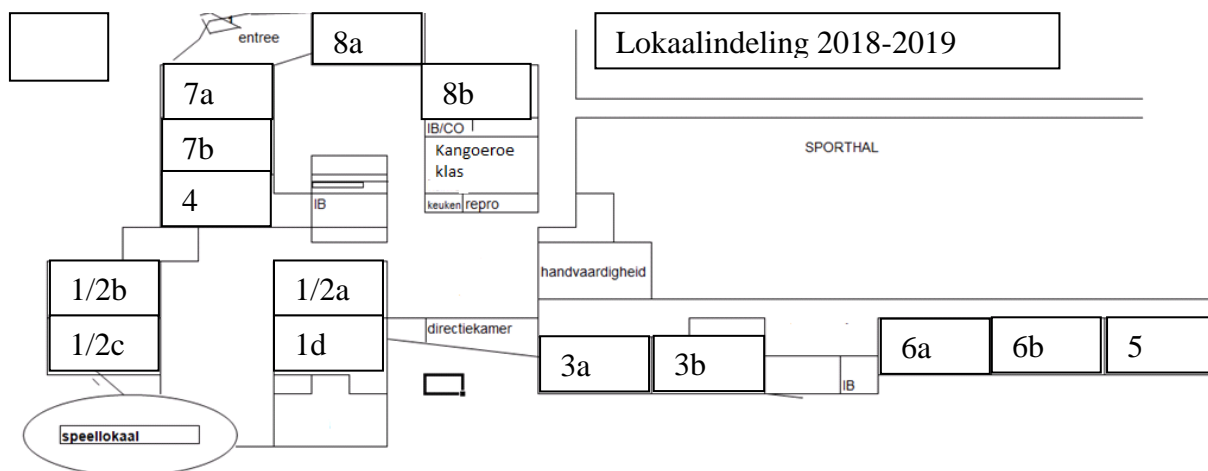 entree
8a
Lokaalindeling 2018-2019
7a
8b
IB/CO
7b
Kangoeroe
klas
SPORTHAL
4
IB
keuken
repro
handvaardigheid
1/2b
1/2a
1/2c
1d
directiekamer
3a
3b
IB
6a
6b
5
speellokaal